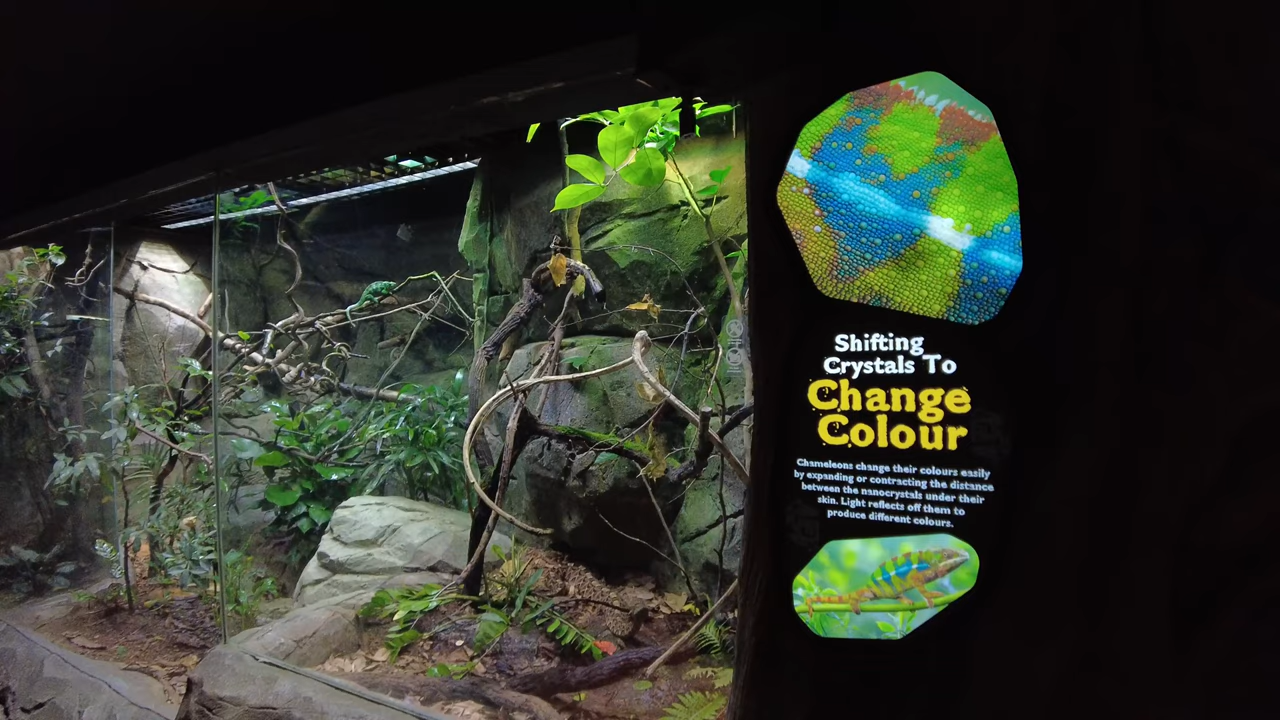 Shifting
Crystals To
Change
Colour
Chameleons change their colours easily
by expanding or contracting the distance
between the nanocrystals under their
skin. Light reflects off them to
produce different colours.